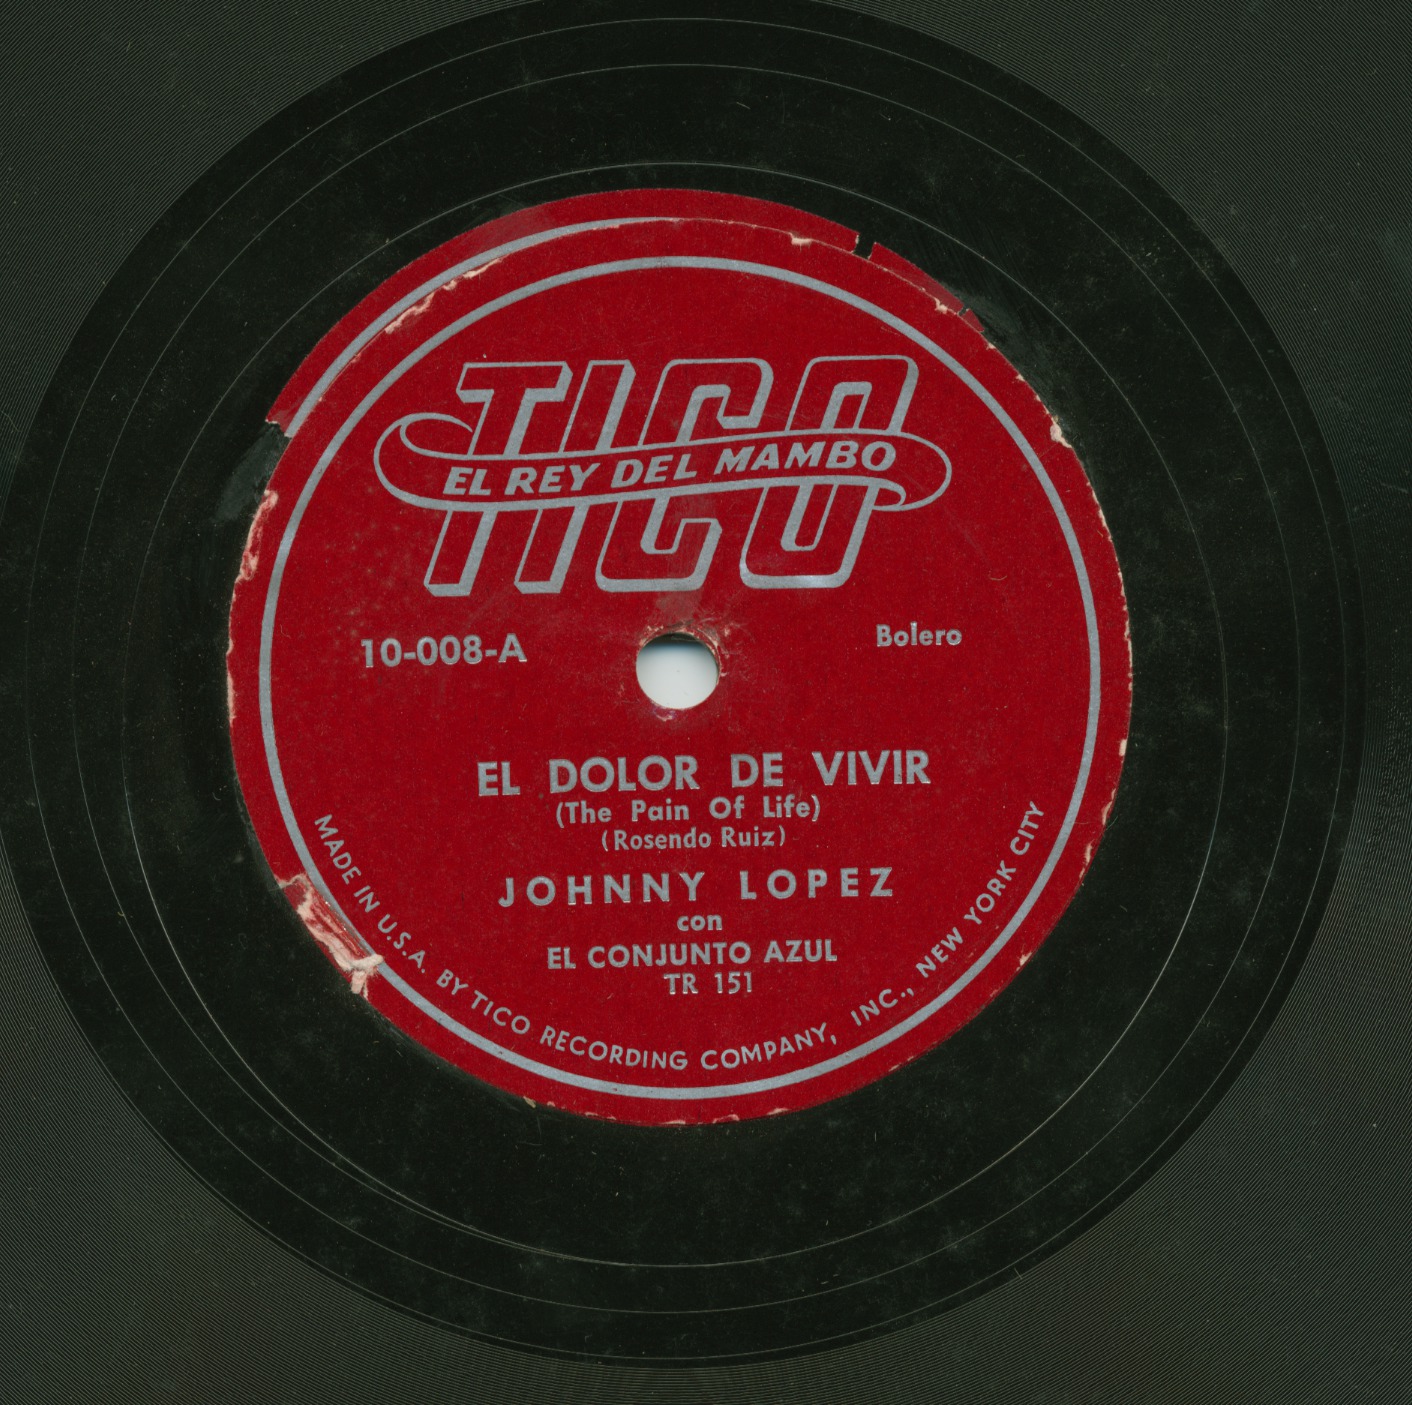 TICO
EL REY DEL MAMBO
10-008-A
Bolero
EL DOLOR DE VIVIR
(The Pain Of Life)
(Rosendo Ruiz)
JOHNNY LOPEZ
con
EL CONJUNTO AZUL
TR 151
MADE IN U.S.A. BY TICO RECORDING COMPANY, INC., NEW YORK CITY